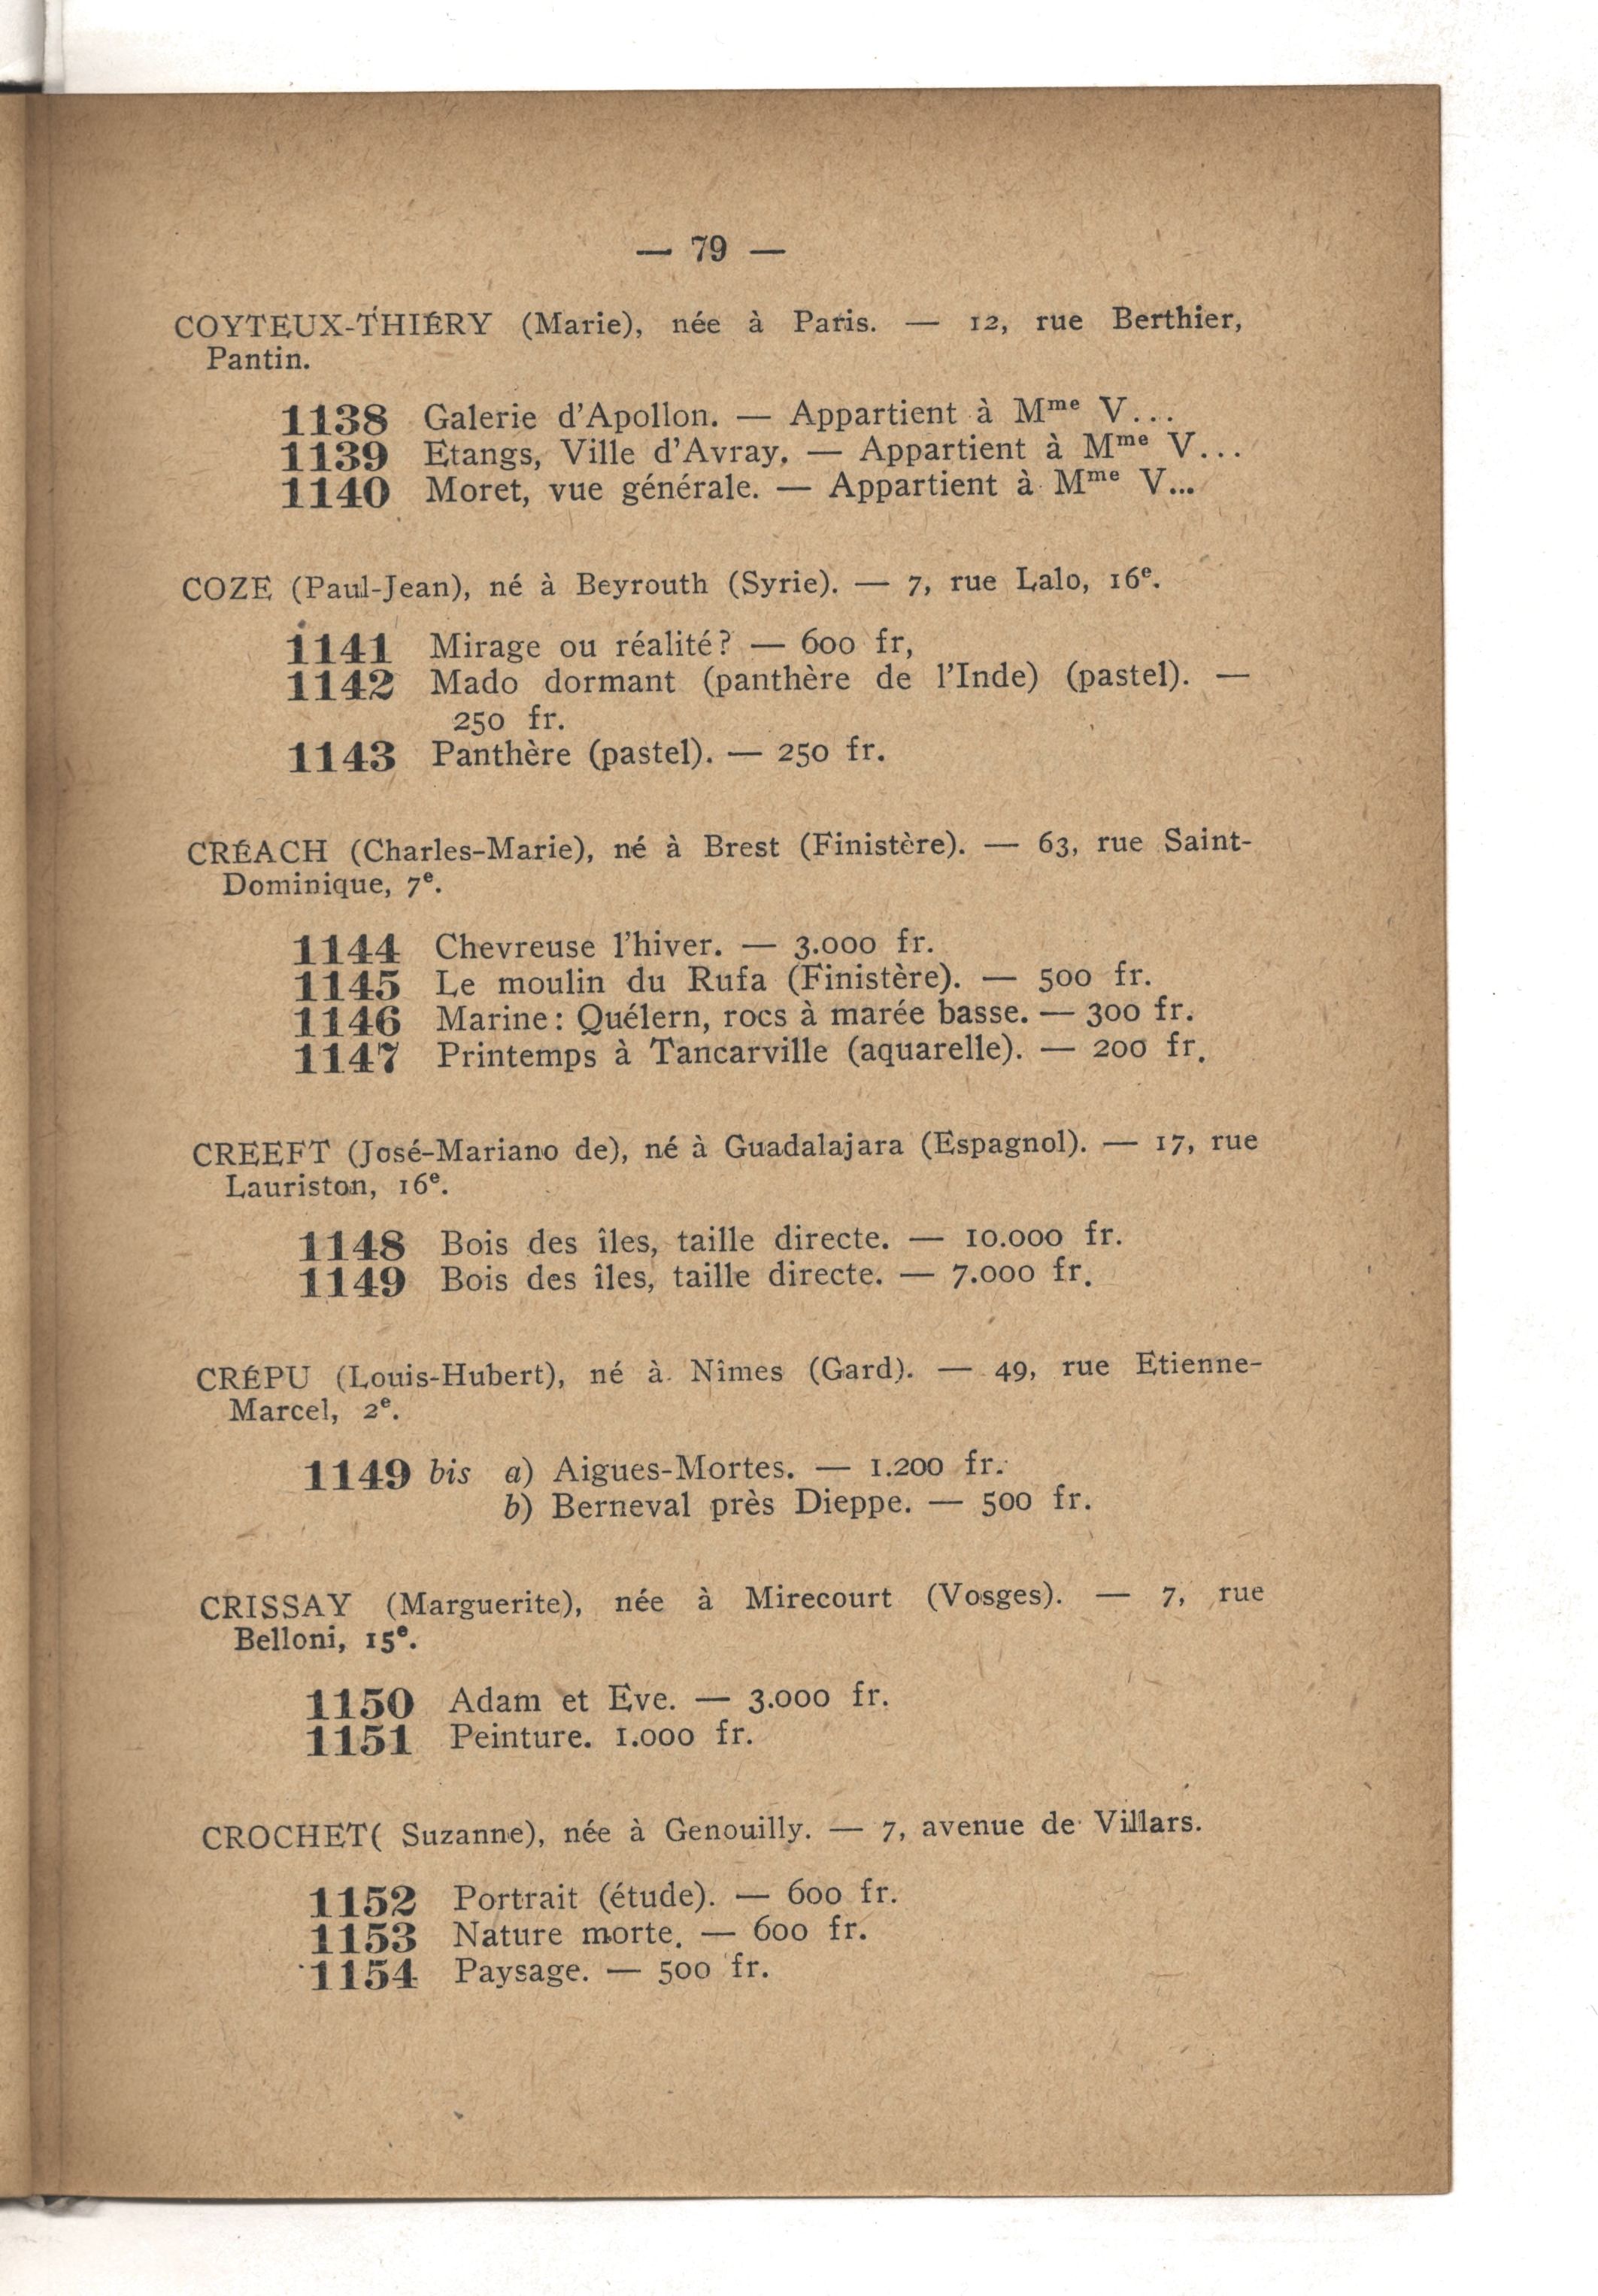 — 79 —
COYTEUX-THIÉRY (Marie), née à Paris. — 12, rue Berthier,
Pantin.
1138 Galerie d'Apollon. — Appartient à Mme V...
1139 Etangs, Ville d'Avray. — Appartient à Mme V...
1140 Moret, vue générale. — Appartient à Mme V...
COZE (Paul-Jean), né à Beyrouth (Syrie). — 7, rue Lalo, 16e.
1141 Mirage ou réalité? — 600 fr,
1142 Mado dormant (panthère de l'Inde) (pastel). —
250 fr.
1143 Panthère (pastel). — 250 fr.
CRÉACH (Charles-Marie), né à Brest (Finistère). — 63, rue Saint-
Dominique, 7e.
1144 Chevreuse l'hiver. — 3.000 fr.
1145 Le moulin du Rufa (Finistère). — 500 fr.
1146 Marine: Quélern, rocs à marée basse. — 300 fr.
1147 Printemps à Tancarville (aquarelle). — 200 fr.
CREEFT (José-Mariano de), né à Guadalajara (Espagnol). — 17, rue
Lauriston, 16e.
1148 Bois des îles, taille directe. — 10.000 fr.
1149 Bois des îles, taille directe. — 7.000 fr.
CRÉPU (Louis-Hubert), né à Nîmes (Gard). — 49, rue Etienne-
Marcel, 2e.
1149 bis a) Aigues-Mortes. — 1.200 fr.
b) Berneval près Dieppe. — 500 fr.
CRISSAY (Marguerite), née à Mirecourt (Vosges). — 7, rue
Belloni, 15e.
1150 Adam et Eve. — 3.000 fr.
1151 Peinture. 1.000 fr.
CROCHET( Suzanne), née à Genouilly. — 7, avenue de Villars.
1152 Portrait (étude). — 600 fr.
1153 Nature morte. — 600 fr.
1154 Paysage. — 500 fr.